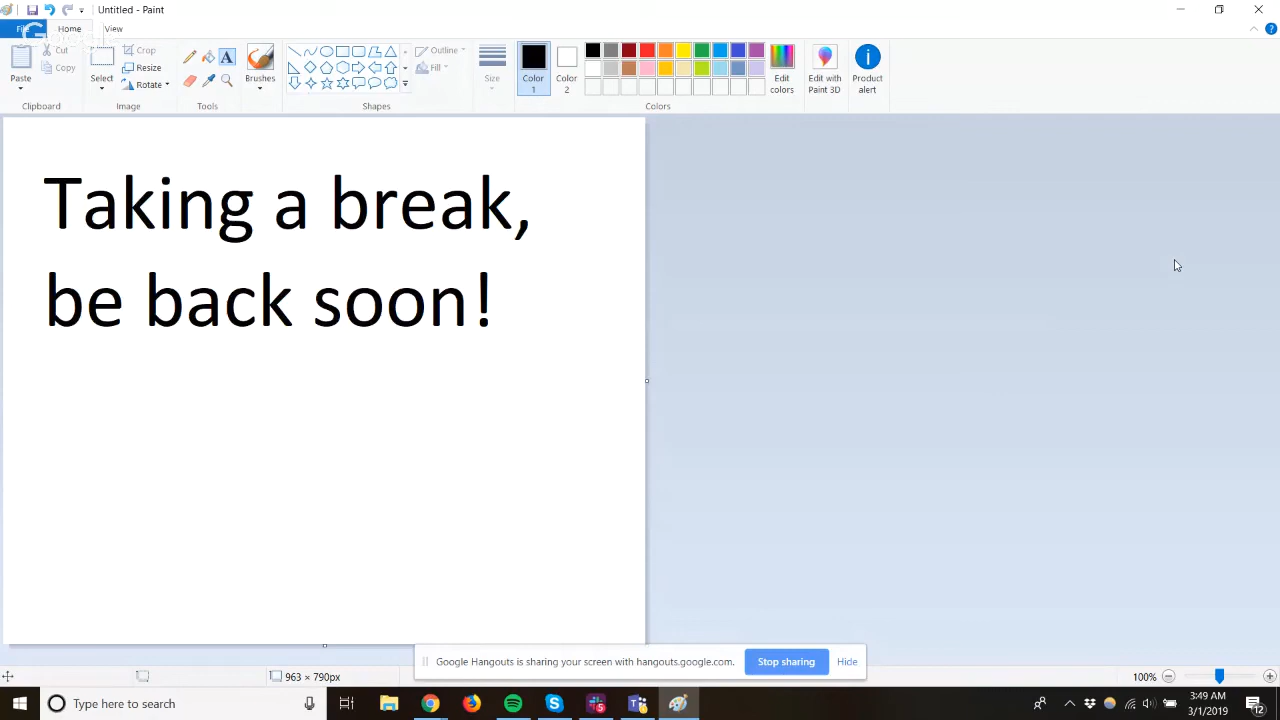 Untitled - Paint
File
Home
View
Paste
Cut
Copy
Clipboard
Select
Crop
Resize
Rotate
Image
Tools
Brushes
Shapes
Outline
Fill
Size
Color 1
Color 2
Colors
Edit colors
Edit with Paint 3D
Product alert
Taking a break,
be back soon!
Google Hangouts is sharing your screen with hangouts.google.com.
Stop sharing
Hide
963 × 790px
100%
Type here to search
3:49 AM
3/1/2019
12